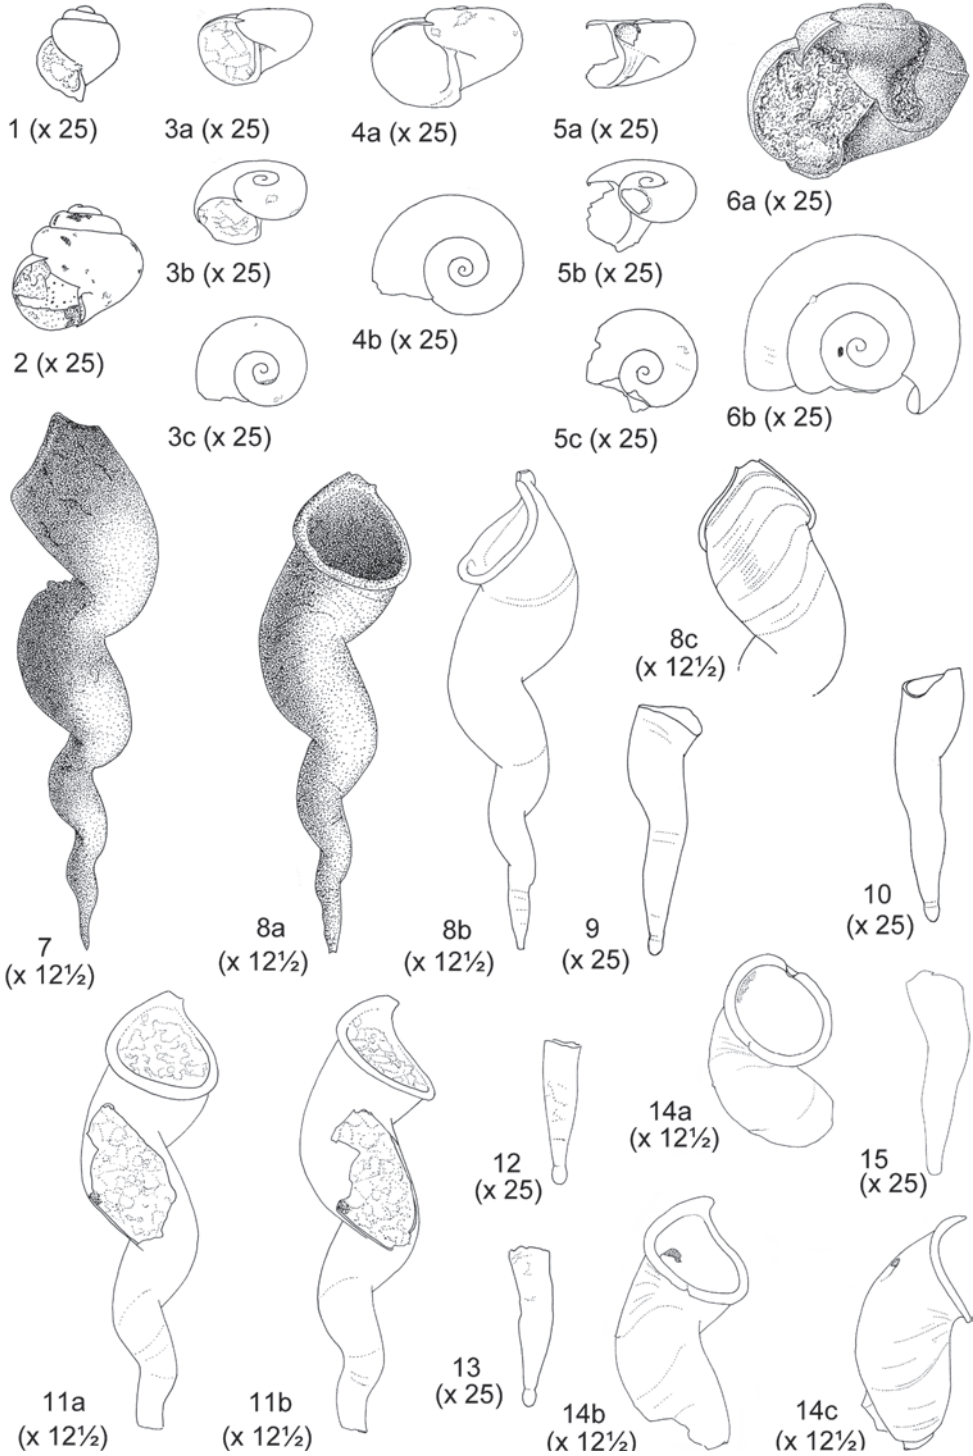 1 (x 25)
3a (x 25)
4a (x 25)
5a (x 25)
6a (x 25)
2 (x 25)
3b (x 25)
4b (x 25)
5b (x 25)
3c (x 25)
5c (x 25)
6b (x 25)
7
(x 12½)
8a
(x 12½)
8b
(x 12½)
8c
(x 12½)
9
(x 25)
10
(x 25)
11a
(x 12½)
11b
(x 12½)
12
(x 25)
13
(x 25)
14a
(x 12½)
15
(x 25)
14b
(x 12½)
14c
(x 12½)